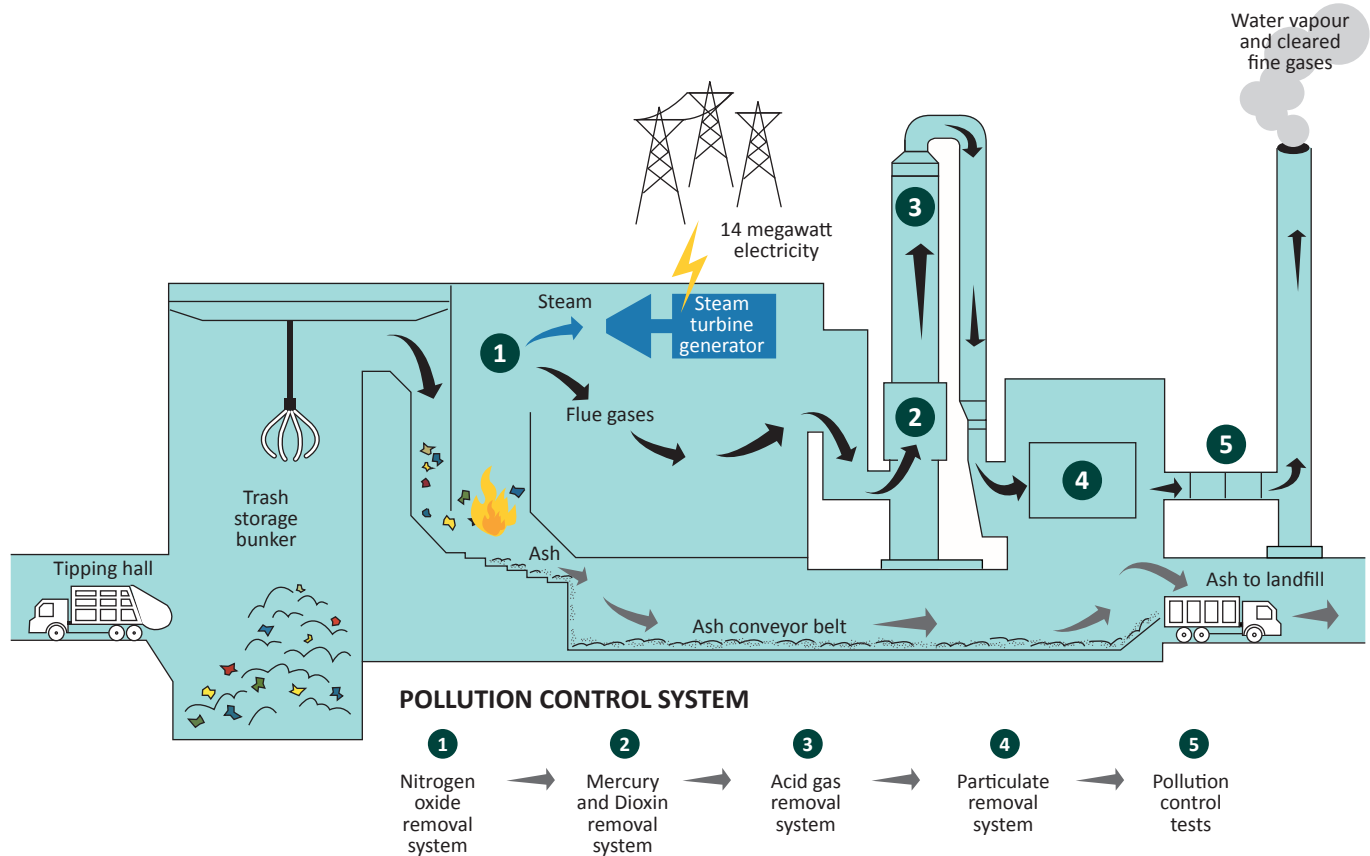 Water vapour
and cleared
fine gases
14 megawatt
electricity
3
Steam
Steam
turbine
generator
1
Flue gases
2
5
4
Trash
storage
bunker
Tipping hall
Ash
Ash to landfill
Ash conveyor belt
POLLUTION CONTROL SYSTEM
1
Nitrogen
oxide
removal
system
2
Mercury
and Dioxin
removal
system
3
Acid gas
removal
system
4
Particulate
removal
system
5
Pollution
control
tests